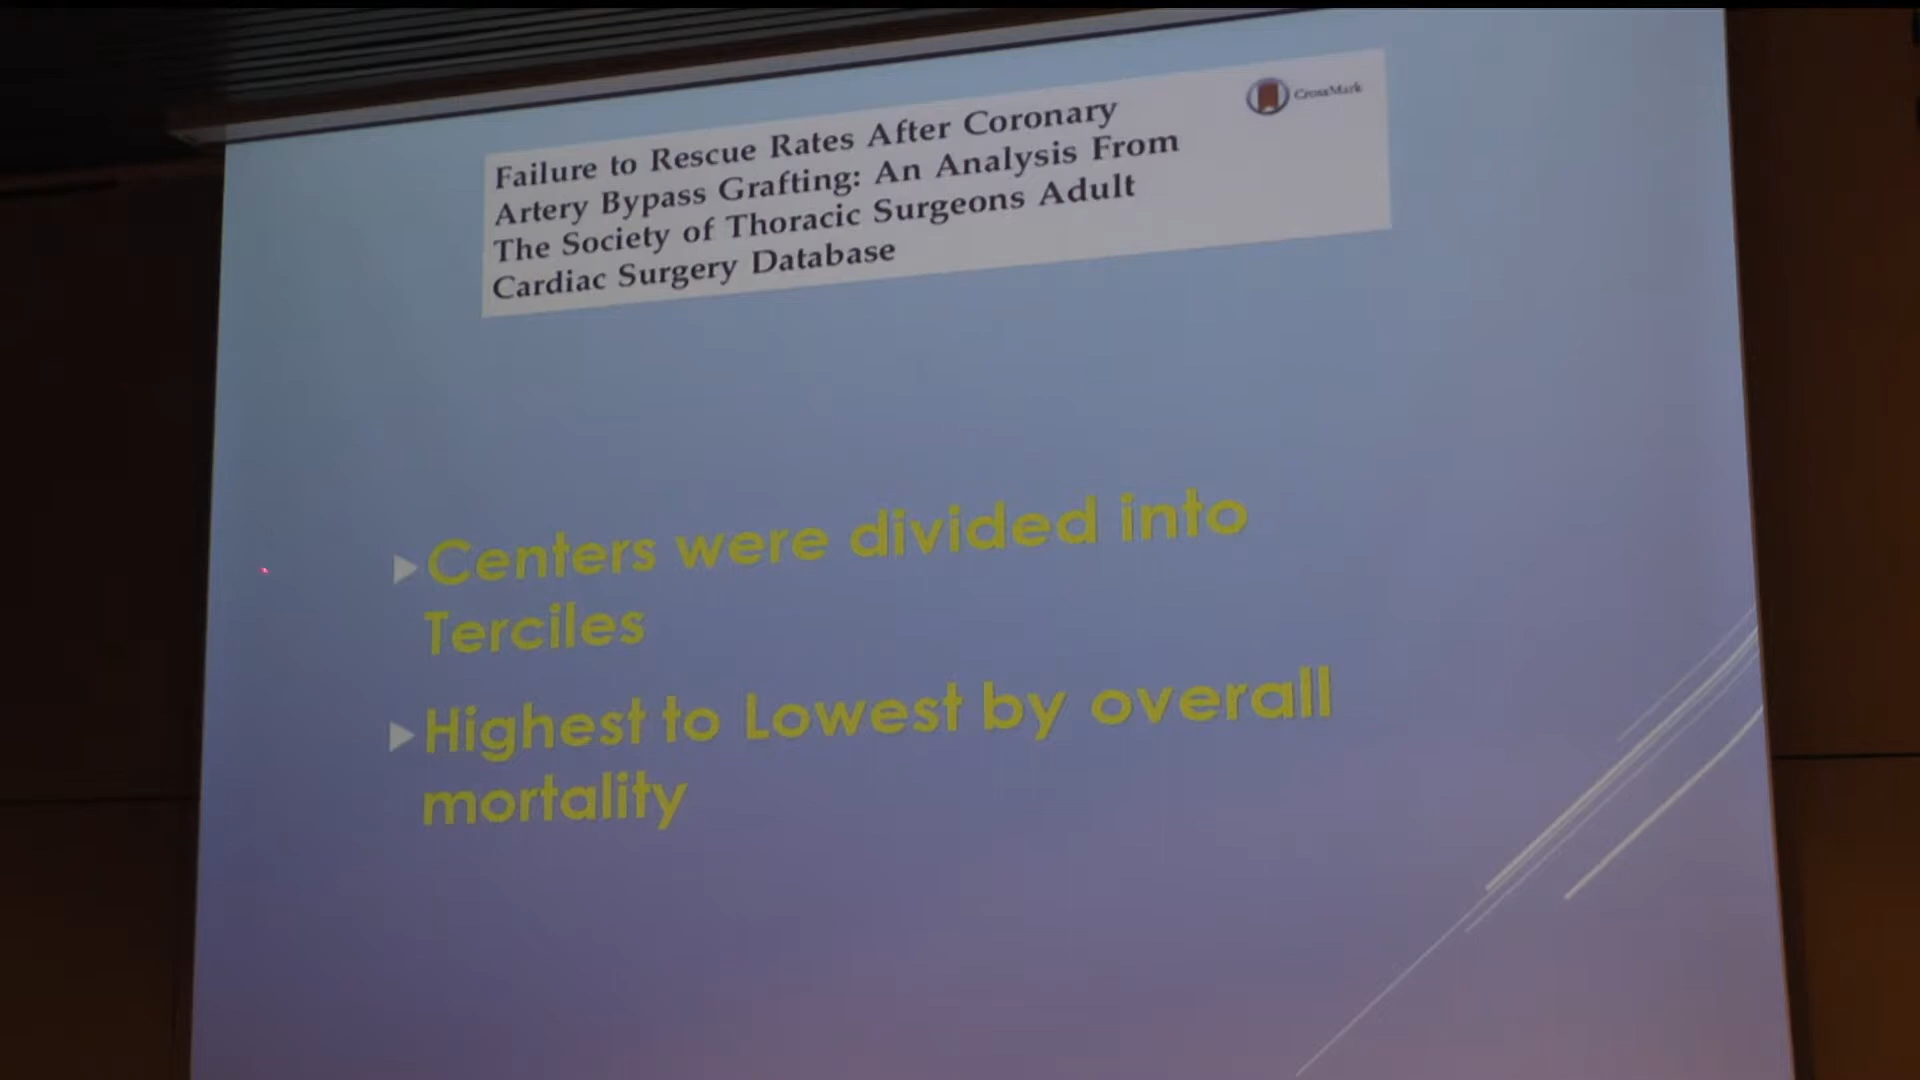 Failure to Rescue Rates After Coronary
Artery Bypass Grafting: An Analysis From
The Society of Thoracic Surgeons Adult
Cardiac Surgery Database
CrossMark
Centers were divided into
Terciles
Highest to Lowest by overall
mortality